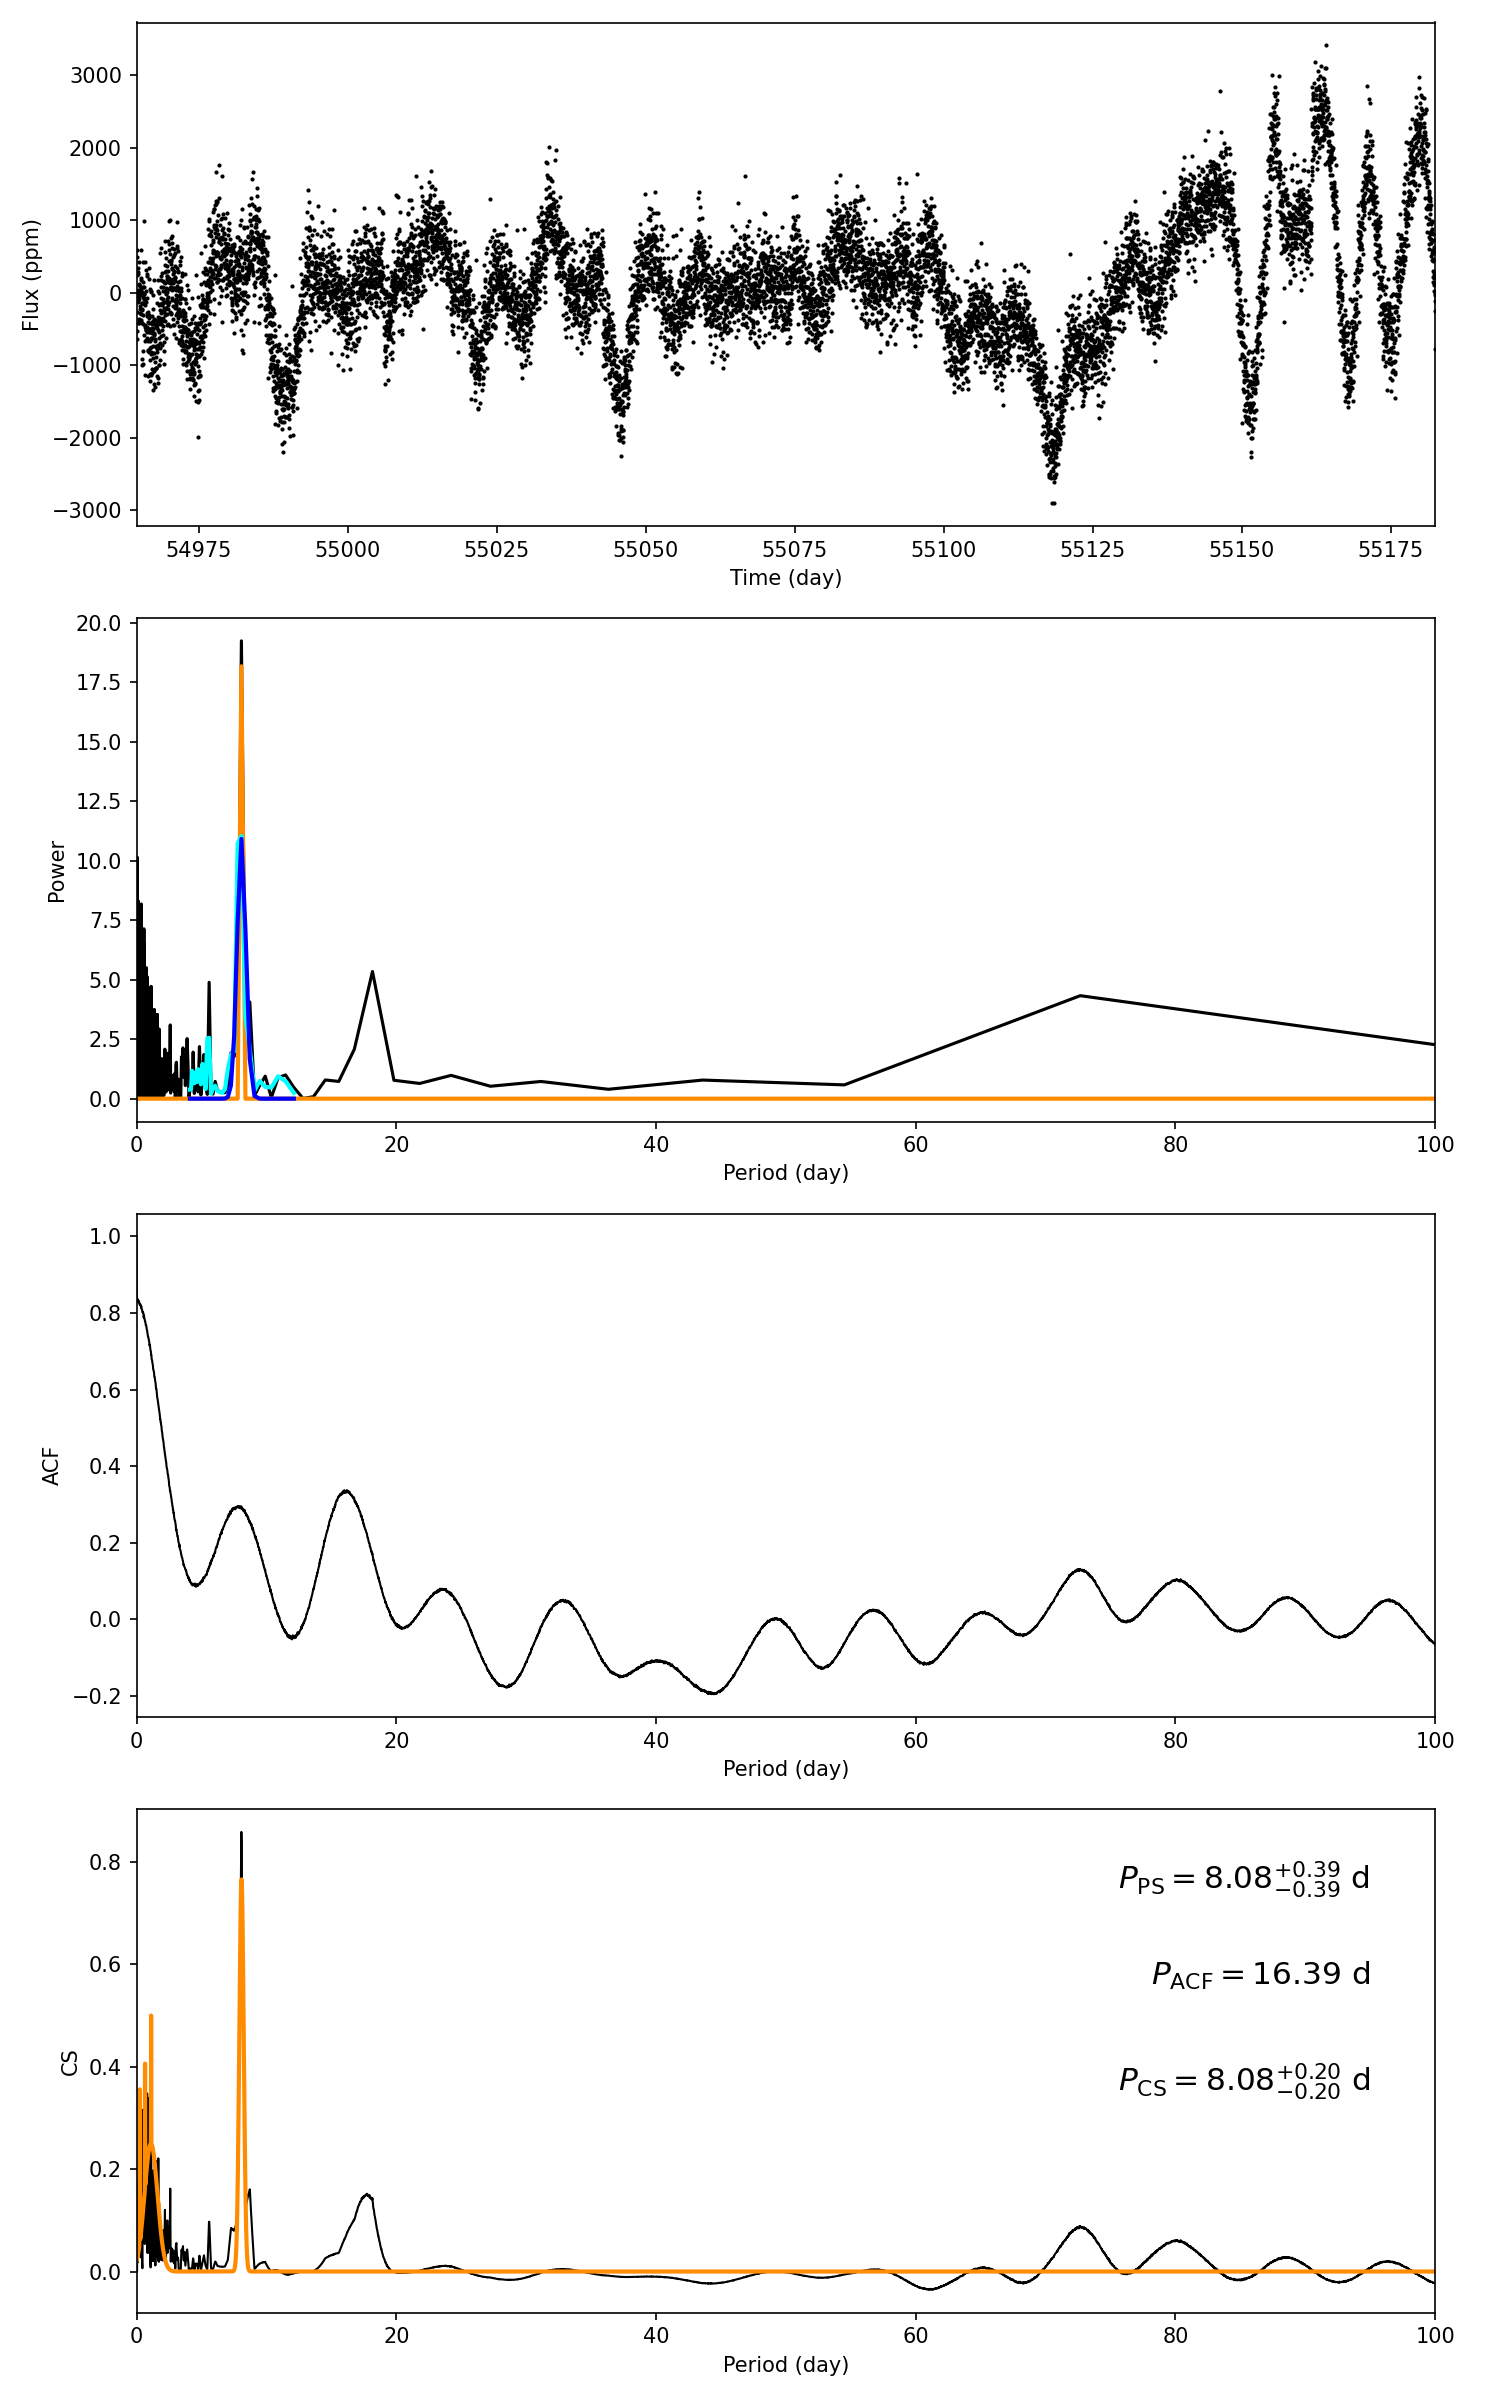 3000
2000
1000
0
−1000
−2000
−3000
Flux (ppm)
54975 55000 55025 55050 55075 55100 55125 55150 55175
Time (day)
20.0
17.5
15.0
12.5
10.0
7.5
5.0
2.5
0.0
Power
0 20 40 60 80 100
Period (day)
1.0
0.8
0.6
0.4
0.2
0.0
−0.2
ACF
0 20 40 60 80 100
Period (day)
0.8
0.6
0.4
0.2
0.0
CS
P_PS = 8.08^{+0.39}_{−0.39} d
P_ACF = 16.39 d
P_CS = 8.08^{+0.20}_{−0.20} d
0 20 40 60 80 100
Period (day)